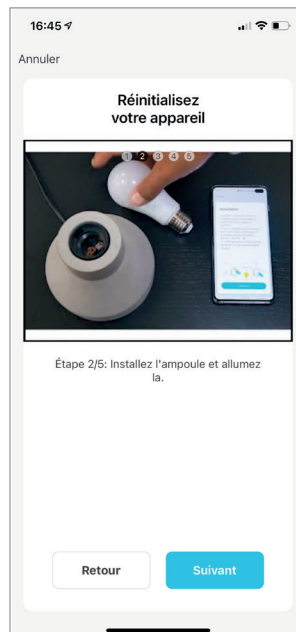 16:45
Annuler
Réinitialisez
votre appareil
1 2 3 4 5
Étape 2/5: Installez l'ampoule et allumez
la.
Retour
Suivant